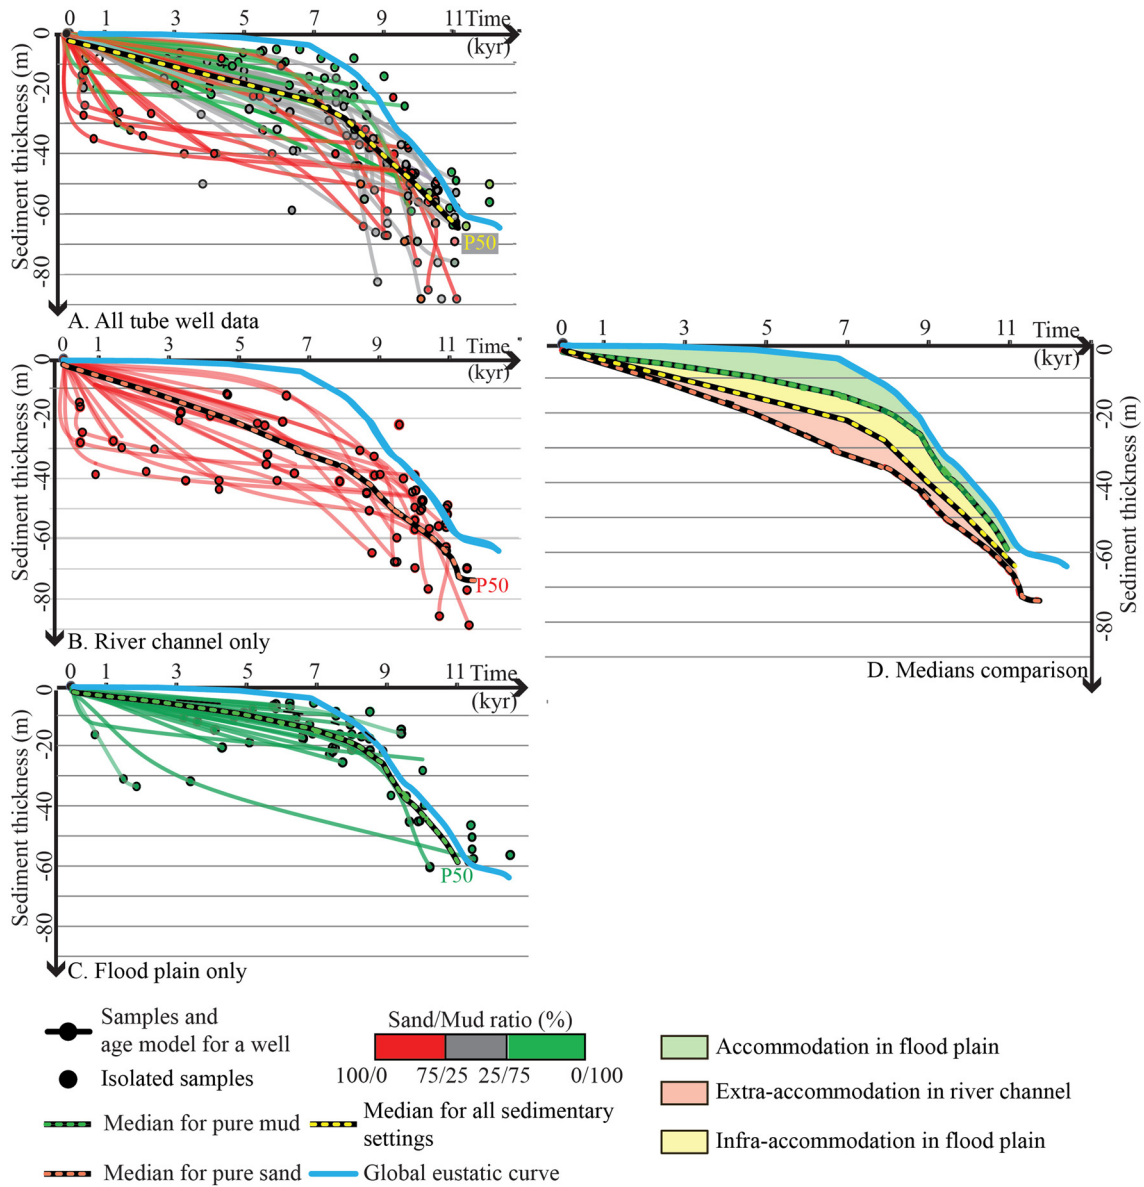 0 1 3 5 7 9 11 Time
(kyr)
Sediment thickness (m)
-0
-20
-40
-60
-80
P50
A. All tube well data
0 1 3 5 7 9 11 Time
(kyr)
Sediment thickness (m)
0
-20
-40
-60
-80
P50
B. River channel only
0 1 3 5 7 9 11 Time
(kyr)
Sediment thickness (m)
0
-20
-40
-60
-80
P50
C. Flood plain only
0 1 3 5 7 9 11 Time
(kyr)
Sediment thickness (m)
0
-20
-40
-60
-80
D. Medians comparison
Samples and
age model for a well
Isolated samples
Median for pure mud
Median for pure sand
Sand/Mud ratio (%)
100/0 75/25 25/75 0/100
Median for all sedimentary
settings
Global eustatic curve
Accommodation in flood plain
Extra-accommodation in river channel
Infra-accommodation in flood plain